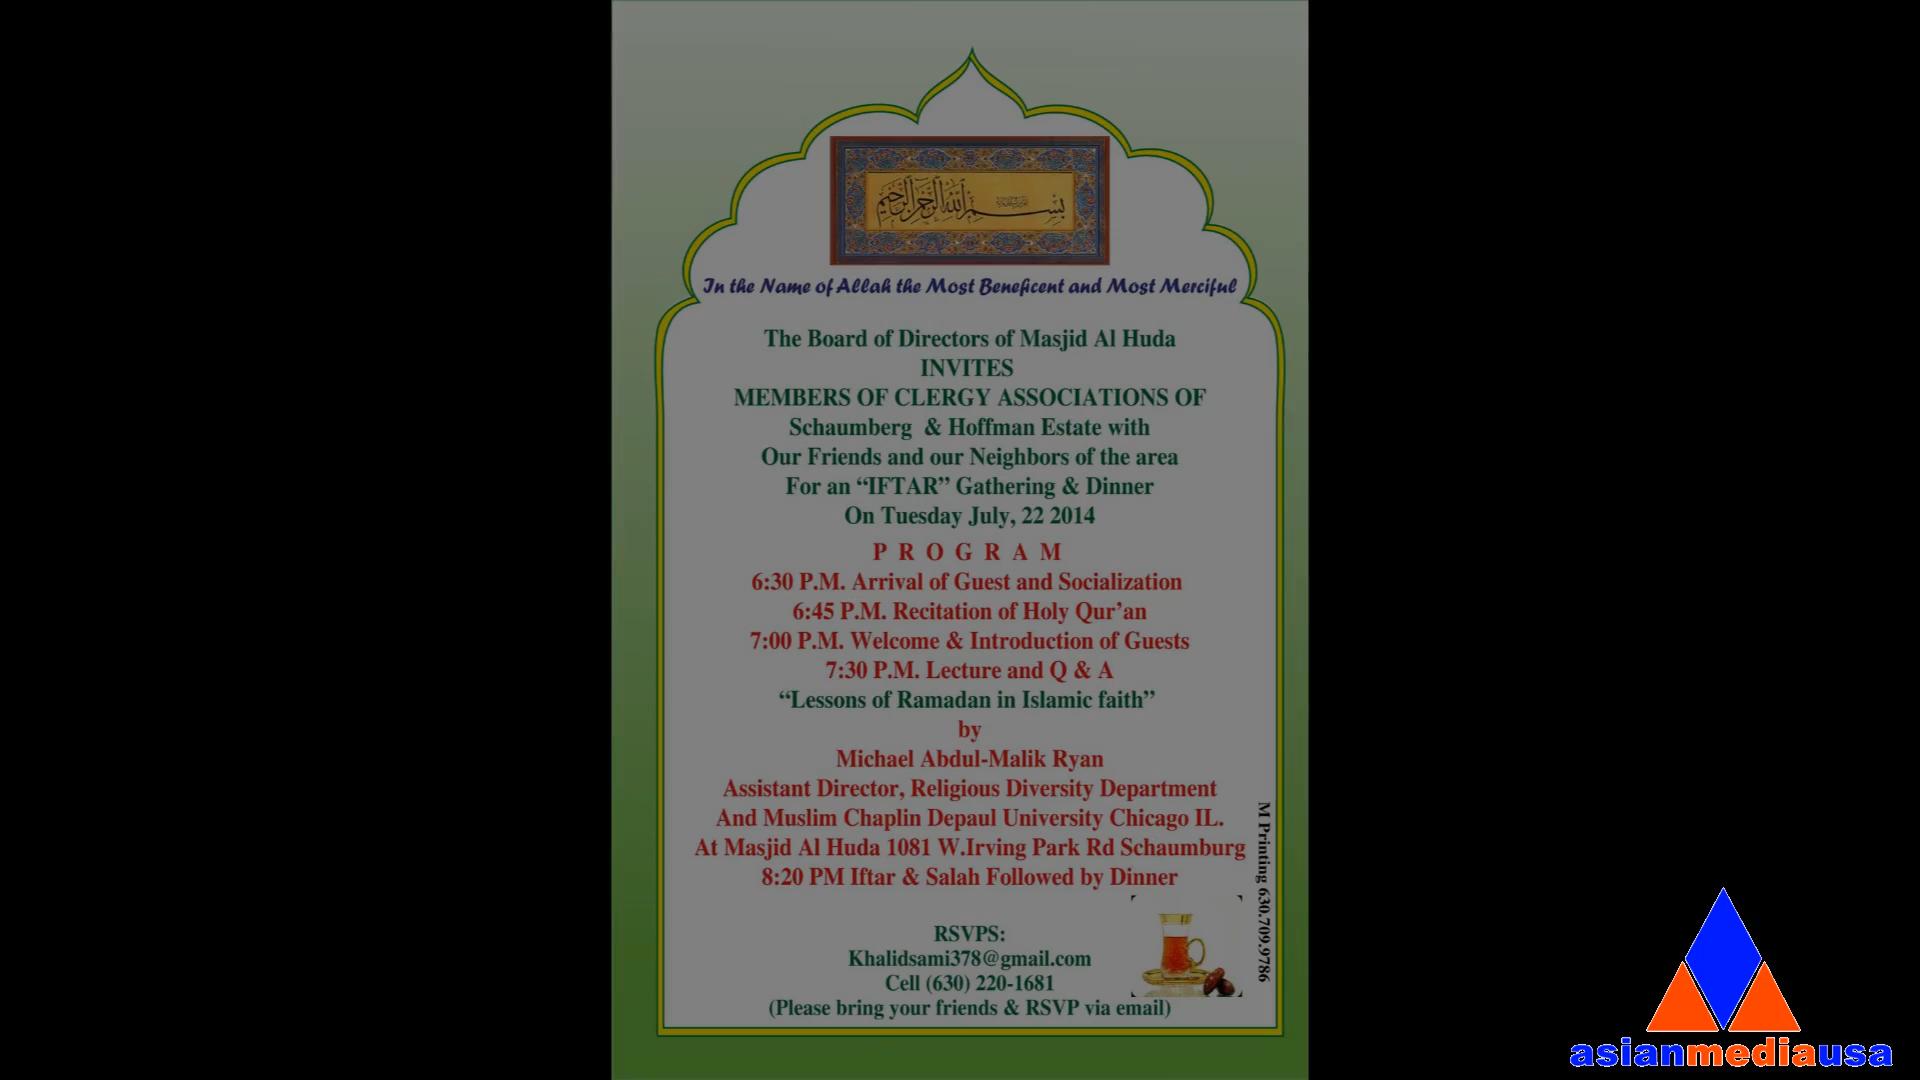 بسم الله الرحمن الرحيم
In the Name of Allah the Most Beneficent and Most Merciful
The Board of Directors of Masjid Al Huda
INVITES
MEMBERS OF CLERGY ASSOCIATIONS OF
Schaumberg & Hoffman Estate with
Our Friends and our Neighbors of the area
For an “IFTAR” Gathering & Dinner
On Tuesday July, 22 2014
P R O G R A M
6:30 P.M. Arrival of Guest and Socialization
6:45 P.M. Recitation of Holy Qur’an
7:00 P.M. Welcome & Introduction of Guests
7:30 P.M. Lecture and Q & A
“Lessons of Ramadan in Islamic faith”
by
Michael Abdul-Malik Ryan
Assistant Director, Religious Diversity Department
And Muslim Chaplin Depaul University Chicago IL.
At Masjid Al Huda 1081 W.Irving Park Rd Schaumburg
8:20 PM Iftar & Salah Followed by Dinner
RSVPS:
Khalidsami378@gmail.com
Cell (630) 220-1681
(Please bring your friends & RSVP via email)
M Printing 630.709.9786
asianmediausa